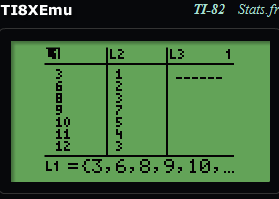 TI8XEmu TI-82 Stats.fr
L1 L2 L3 1
3 1 ------
6 2
8 3
9 7
10 5
11 4
12 3
L1 ={3,6,8,9,10,…